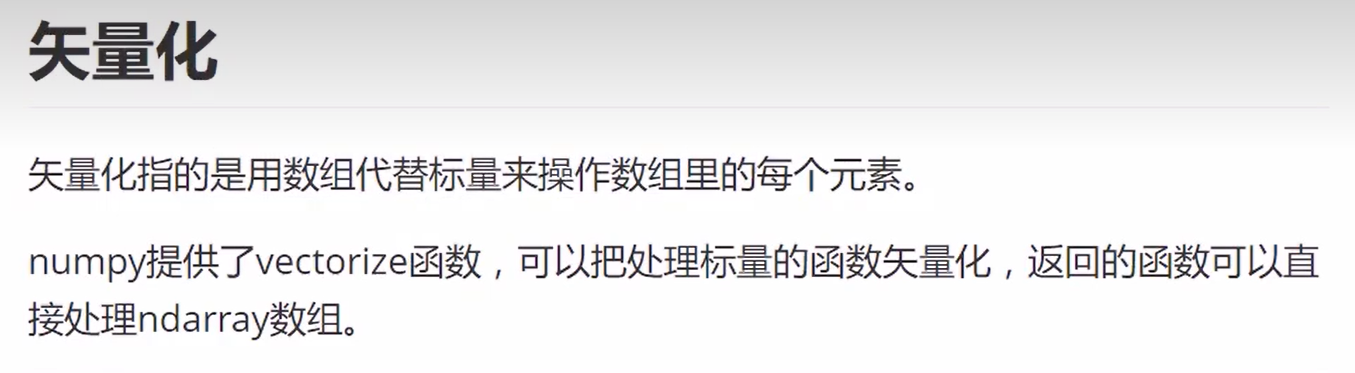 矢量化
矢量化指的是用数组代替标量来操作数组里的每个元素。
numpy提供了vectorize函数，可以把处理标量的函数矢量化，返回的函数可以直
接处理ndarray数组。